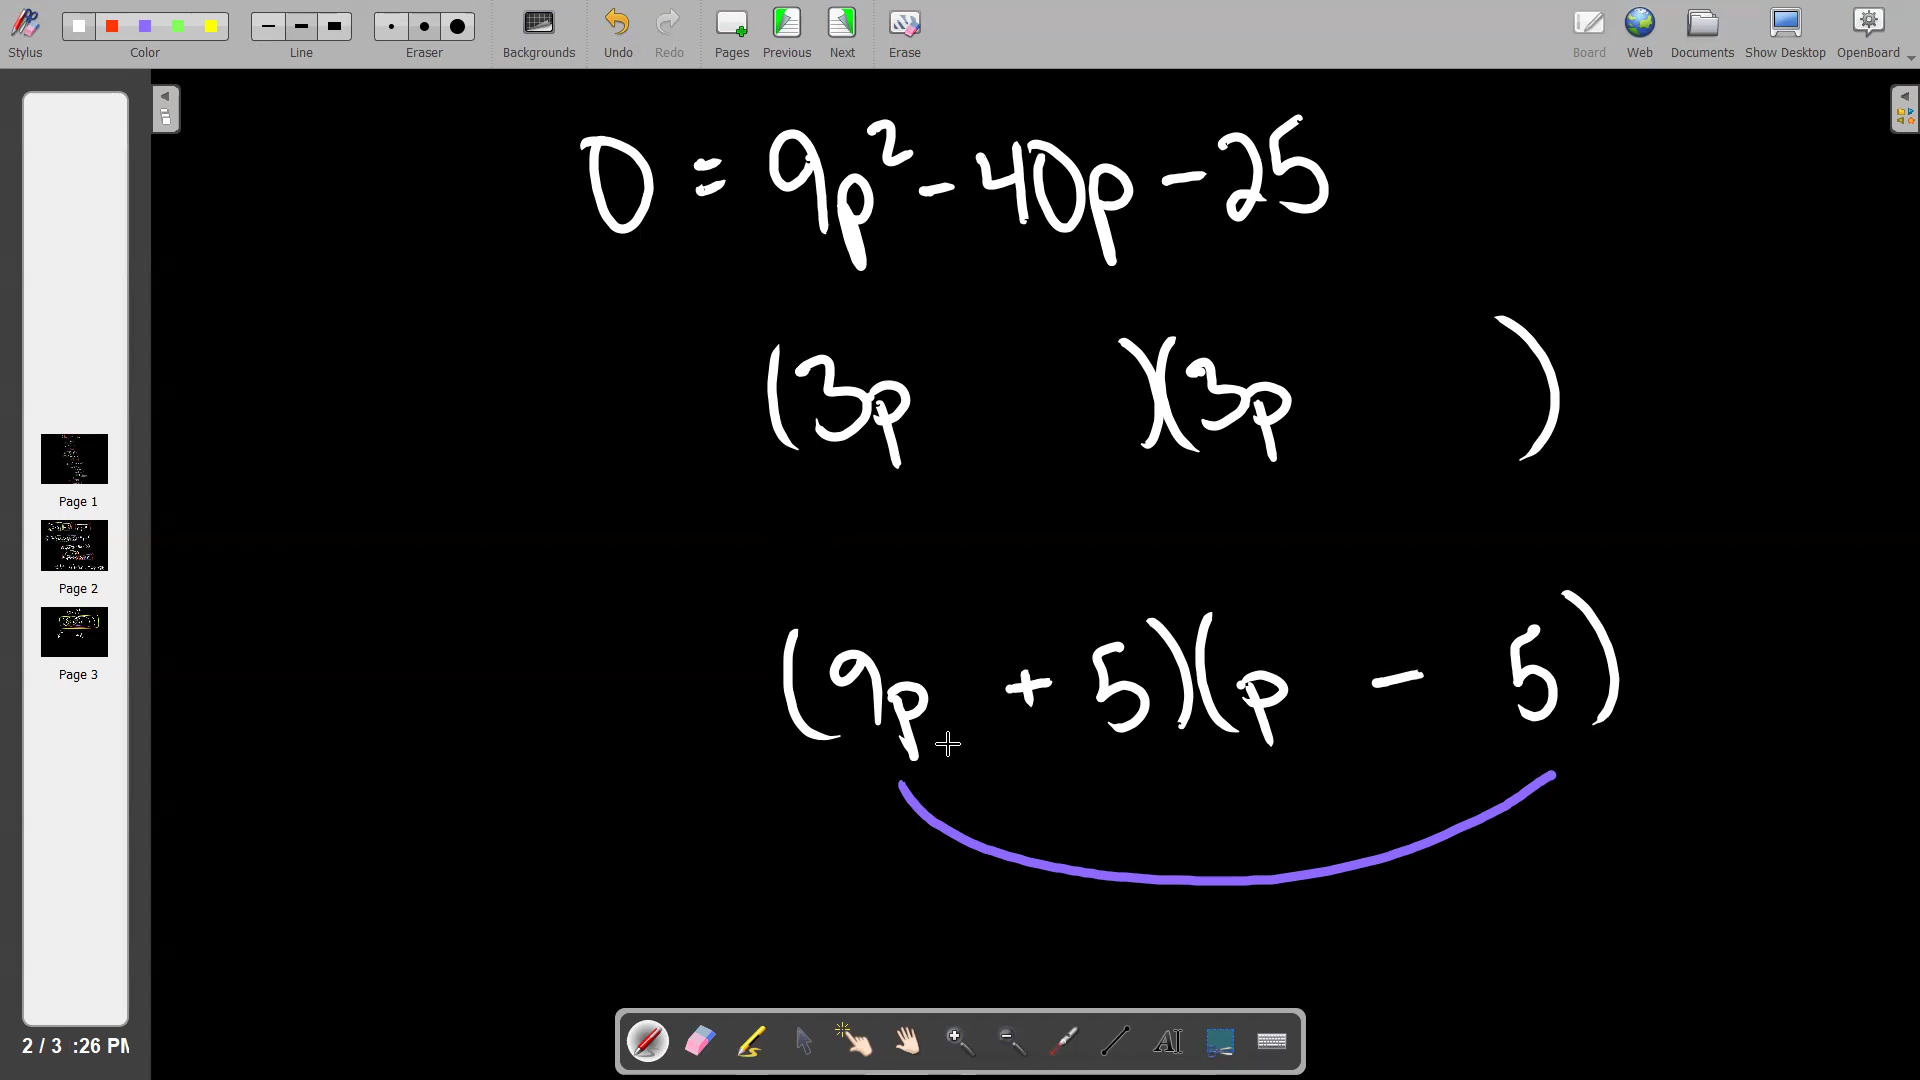 Stylus Color Line Eraser Backgrounds Undo Redo Pages Previous Next Erase Board Web Documents Show Desktop OpenBoard
0 = 9p² - 40p - 25
(3p )(3p )
(9p + 5)(p - 5)
Page 1
Page 2
Page 3
2 / 3 :26 PM
AI